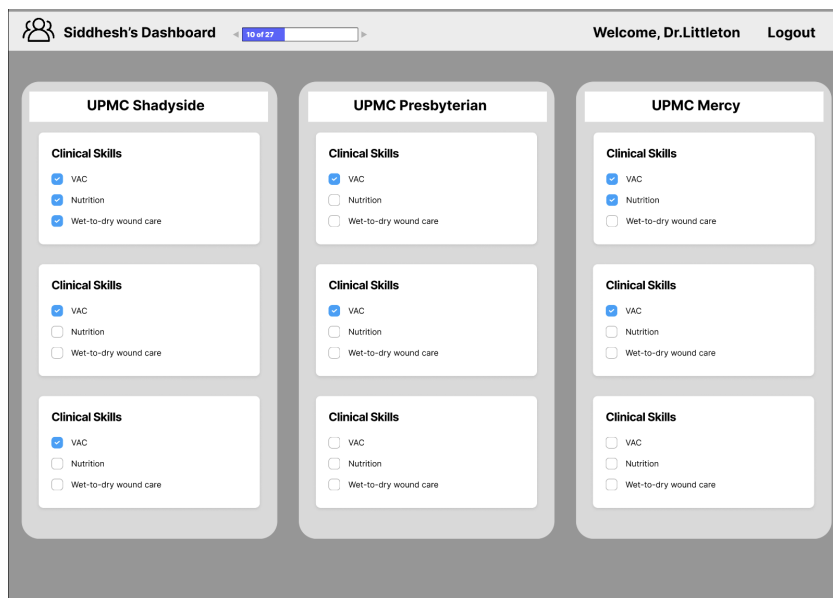 Siddhesh's Dashboard
10 of 27
Welcome, Dr.Littleton
Logout
UPMC Shadyside
Clinical Skills
VAC
Nutrition
Wet-to-dry wound care
Clinical Skills
VAC
Nutrition
Wet-to-dry wound care
Clinical Skills
VAC
Nutrition
Wet-to-dry wound care
UPMC Presbyterian
Clinical Skills
VAC
Nutrition
Wet-to-dry wound care
Clinical Skills
VAC
Nutrition
Wet-to-dry wound care
Clinical Skills
VAC
Nutrition
Wet-to-dry wound care
UPMC Mercy
Clinical Skills
VAC
Nutrition
Wet-to-dry wound care
Clinical Skills
VAC
Nutrition
Wet-to-dry wound care
Clinical Skills
VAC
Nutrition
Wet-to-dry wound care